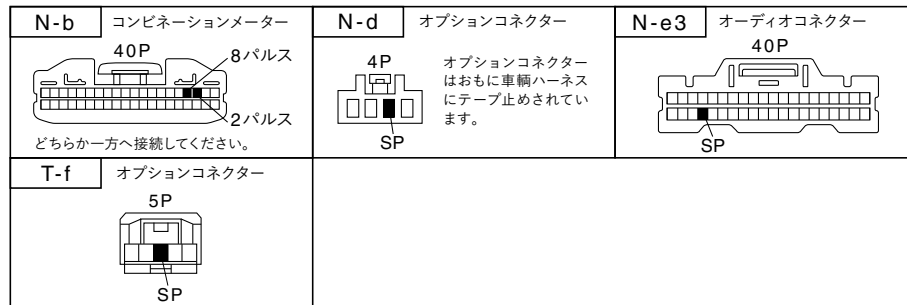 N-b コンビネーションメーター
40P
8パルス
2パルス
どちらか一方へ接続してください。
N-d オプションコネクター
4P
オプションコネクター
はおもに車輌ハーネス
にテープ止めされてい
ます。
SP
N-e3 オーディオコネクター
40P
SP
T-f オプションコネクター
5P
SP